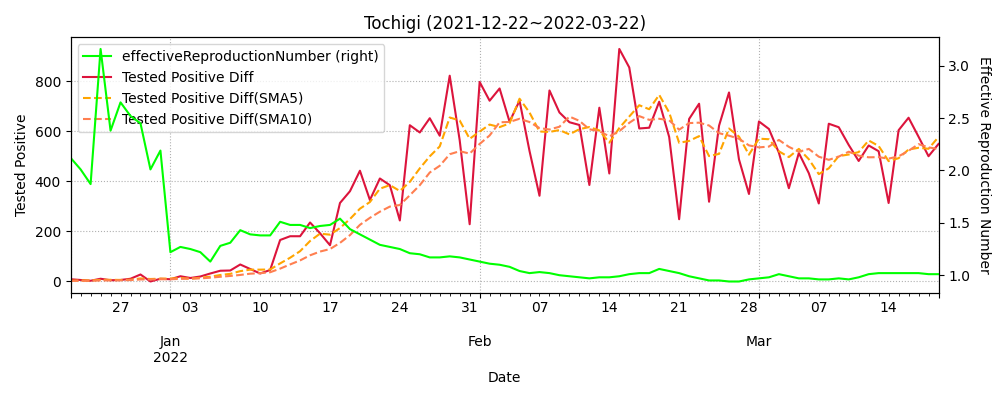 Tochigi (2021-12-22~2022-03-22)
effectiveReproductionNumber (right)
Tested Positive Diff
Tested Positive Diff(SMA5)
Tested Positive Diff(SMA10)
Tested Positive
800
600
400
200
0
3.0
2.5
2.0
1.5
1.0
Effective Reproduction Number
27 03 10 17 24 31 07 14 21 28 07 14
Jan Feb Mar
2022
Date